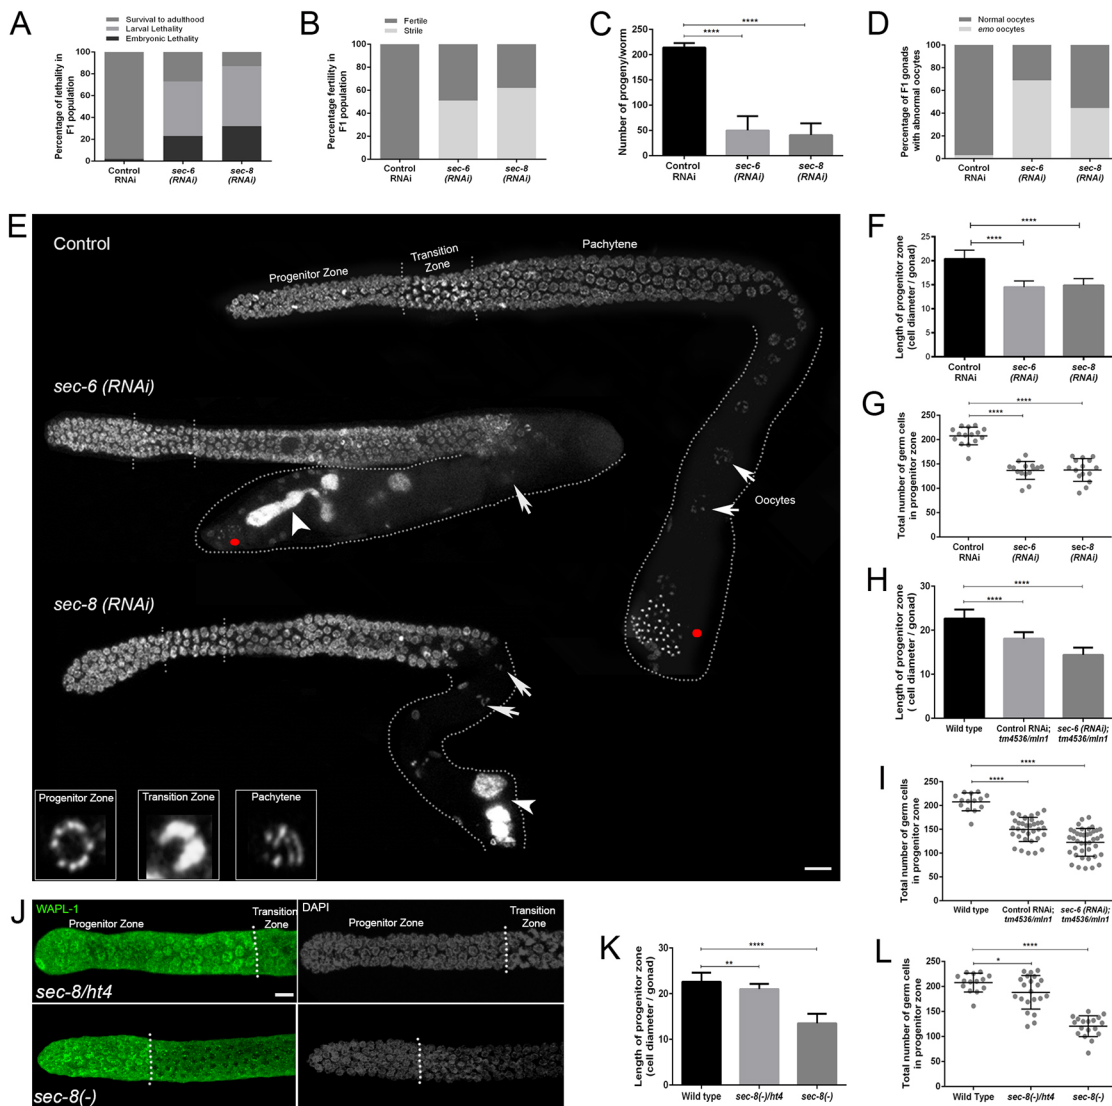 A
Survival to adulthood
Larval Lethality
Embryonic Lethality
Percentage of lethality in
F1 population
100
80
60
40
20
0
Control
RNAi
sec-6
(RNAi)
sec-8
(RNAi)
B
Fertile
Strile
Percentage fertility in
F1 population
100
80
60
40
20
0
Control
RNAi
sec-6
(RNAi)
sec-8
(RNAi)
C
Number of progeny/worm
250
200
150
100
50
0
****
****
Control
RNAi
sec-6
(RNAi)
sec-8
(RNAi)
D
Normal oocytes
emo oocytes
Percentage of F1 gonads
with abnormal oocytes
100
80
60
40
20
0
Control
RNAi
sec-6
(RNAi)
sec-8
(RNAi)
E
Control
Progenitor Zone
Transition
Zone
Pachytene
sec-6 (RNAi)
Oocytes
sec-8 (RNAi)
Progenitor Zone
Transition Zone
Pachytene
F
Length of progenitor zone
(cell diameter / gonad)
25
20
15
10
5
0
****
****
Control
RNAi
sec-6
(RNAi)
sec-8
(RNAi)
G
Total number of germ cells
in progenitor zone
250
200
150
100
50
0
****
****
Control
RNAi
sec-6
(RNAi)
sec-8
(RNAi)
H
Length of progenitor zone
( cell diameter / gonad)
30
20
10
0
****
****
Wild type
Control RNAi;
tm4536/mIn1
sec-6 (RNAi);
tm4536/mIn1
I
Total number of germ cells
in progenitor zone
250
200
150
100
50
0
****
****
Wild type
Control RNAi;
tm4536/mIn1
sec-6 (RNAi);
tm4536/mIn1
J
WAPL-1
Progenitor Zone
Transition
Zone
sec-8/ht4
DAPI
Progenitor Zone
Transition
Zone
sec-8(-)
K
Length of progenitor zone
(cell diameter / gonad)
30
20
10
0
****
**
Wild type
sec-8(-)/ht4
sec-8(-)
L
Total number of germ cells
in progenitor zone
250
200
150
100
50
0
****
*
Wild Type
sec-8(-)/ht4
sec-8(-)